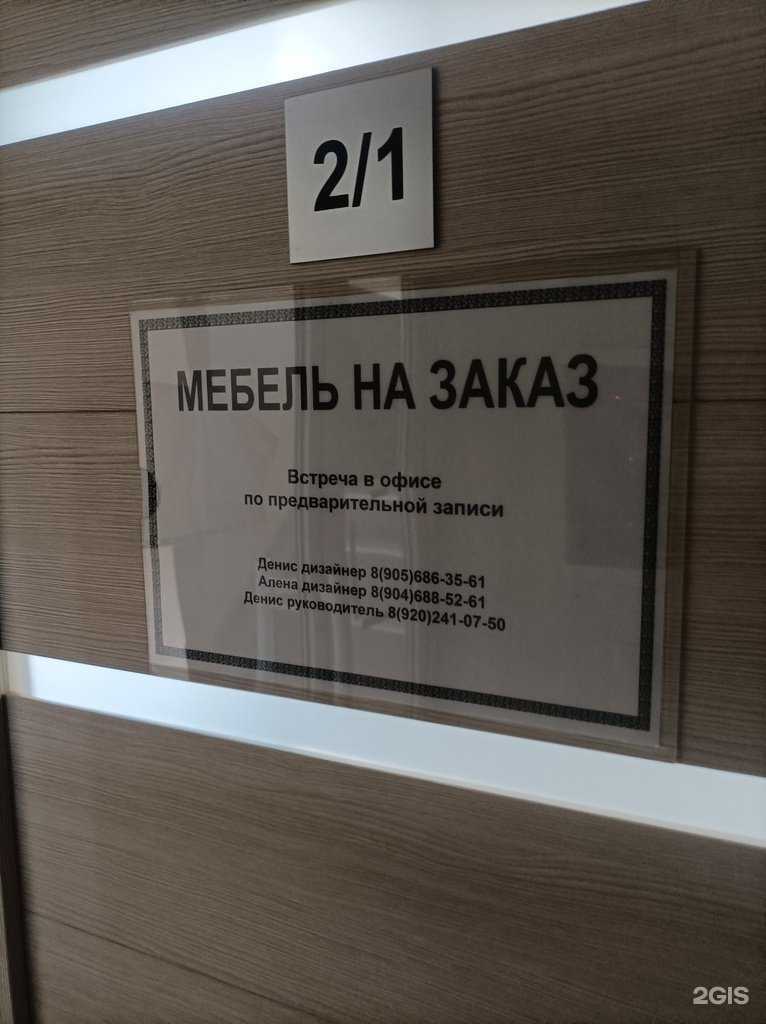 2/1
МЕБЕЛЬ НА ЗАКАЗ
Встреча в офисе
по предварительной записи
Денис дизайнер 8(905)686-35-61
Алена дизайнер 8(904)688-52-61
Денис руководитель 8(920)241-07-50
2GIS